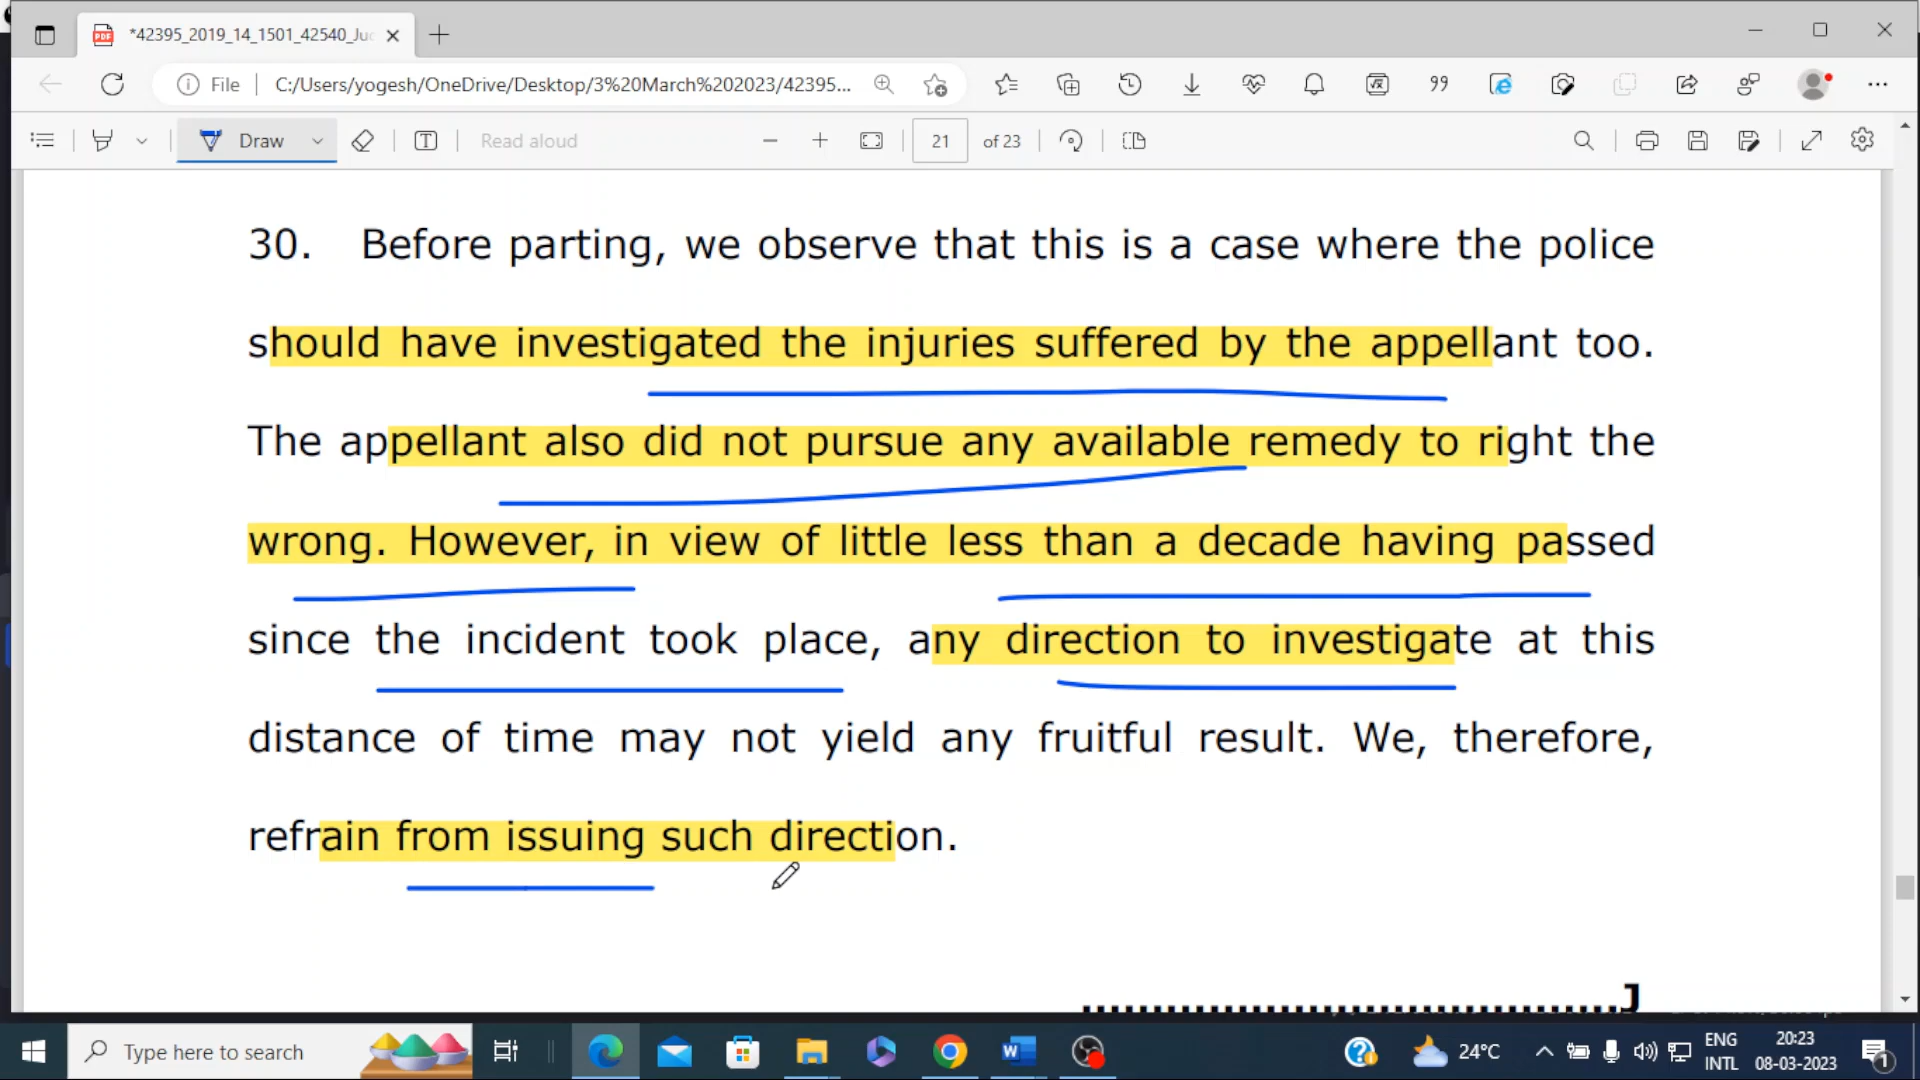 *42395_2019_14_1501_42540_Juc
File
C:/Users/yogesh/OneDrive/Desktop/3%20March%202023/42395...
Draw
Read aloud
21
of 23
30. Before parting, we observe that this is a case where the police
should have investigated the injuries suffered by the appellant too.
The appellant also did not pursue any available remedy to right the
wrong. However, in view of little less than a decade having passed
since the incident took place, any direction to investigate at this
distance of time may not yield any fruitful result. We, therefore,
refrain from issuing such direction.
......................................J
Type here to search
24°C
ENG
INTL
20:23
08-03-2023
1